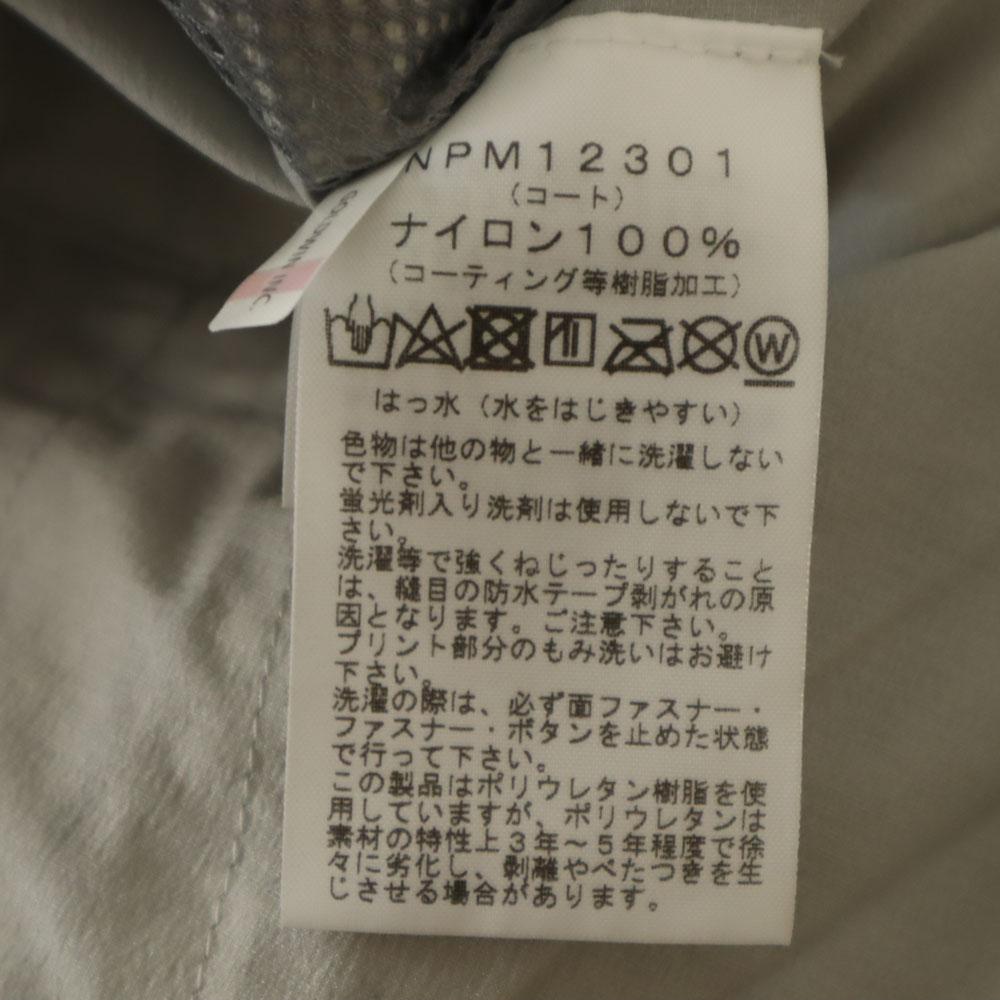 NPM12301
(コート)
ナイロン100%
(コーティング等樹脂加工)
W
はっ水(水をはじきやすい)
色物は他の物と一緒に洗濯しない
で下さい。
蛍光剤入り洗剤は使用しないで下
さい。
洗濯等で強くねじったりすること
は、縫目の防水テープ剥がれの原
因となります。ご注意下さい。
プリント部分のもみ洗いはお避け
下さい。
洗濯の際は、必ず面ファスナー・
ファスナー・ボタンを止めた状態
で行って下さい。
この製品はポリウレタン樹脂を使
用していますが、ポリウレタンは
素材の特性上3年～5年程度で徐
々に劣化し、剥離やべたつきを生
じさせる場合があります。
GOLDWIN INC.